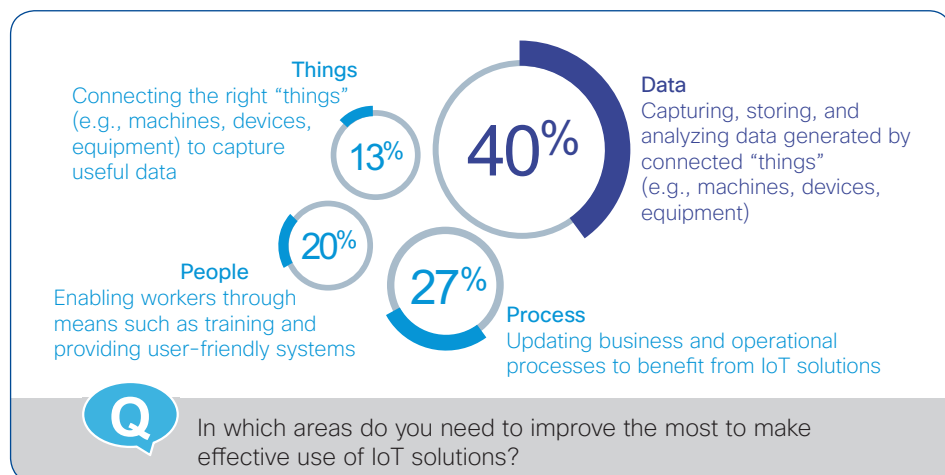 Things
Connecting the right “things”
(e.g., machines, devices,
equipment) to capture
useful data
13%
40%
Data
Capturing, storing, and
analyzing data generated by
connected “things”
(e.g., machines, devices,
equipment)
20%
People
Enabling workers through
means such as training and
providing user-friendly systems
27%
Process
Updating business and operational
processes to benefit from IoT solutions
Q
In which areas do you need to improve the most to make
effective use of IoT solutions?